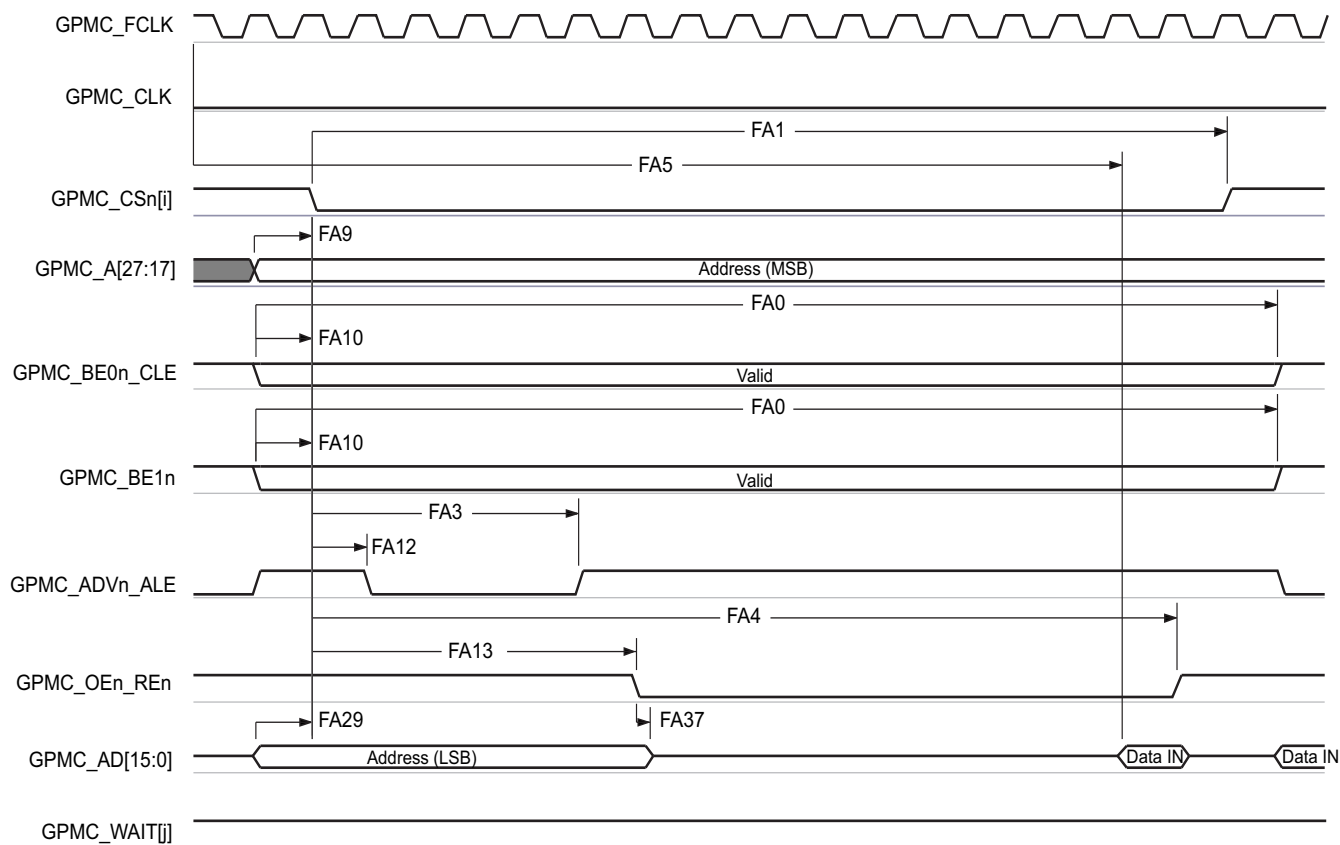 GPMC_FCLK
GPMC_CLK
FA1
FA5
GPMC_CSn[i]
FA9
GPMC_A[27:17]
Address (MSB)
FA0
FA10
GPMC_BE0n_CLE
Valid
FA0
FA10
GPMC_BE1n
Valid
FA3
FA12
GPMC_ADVn_ALE
FA4
FA13
GPMC_OEn_REn
FA29
FA37
GPMC_AD[15:0]
Address (LSB)
Data IN
Data IN
GPMC_WAIT[j]